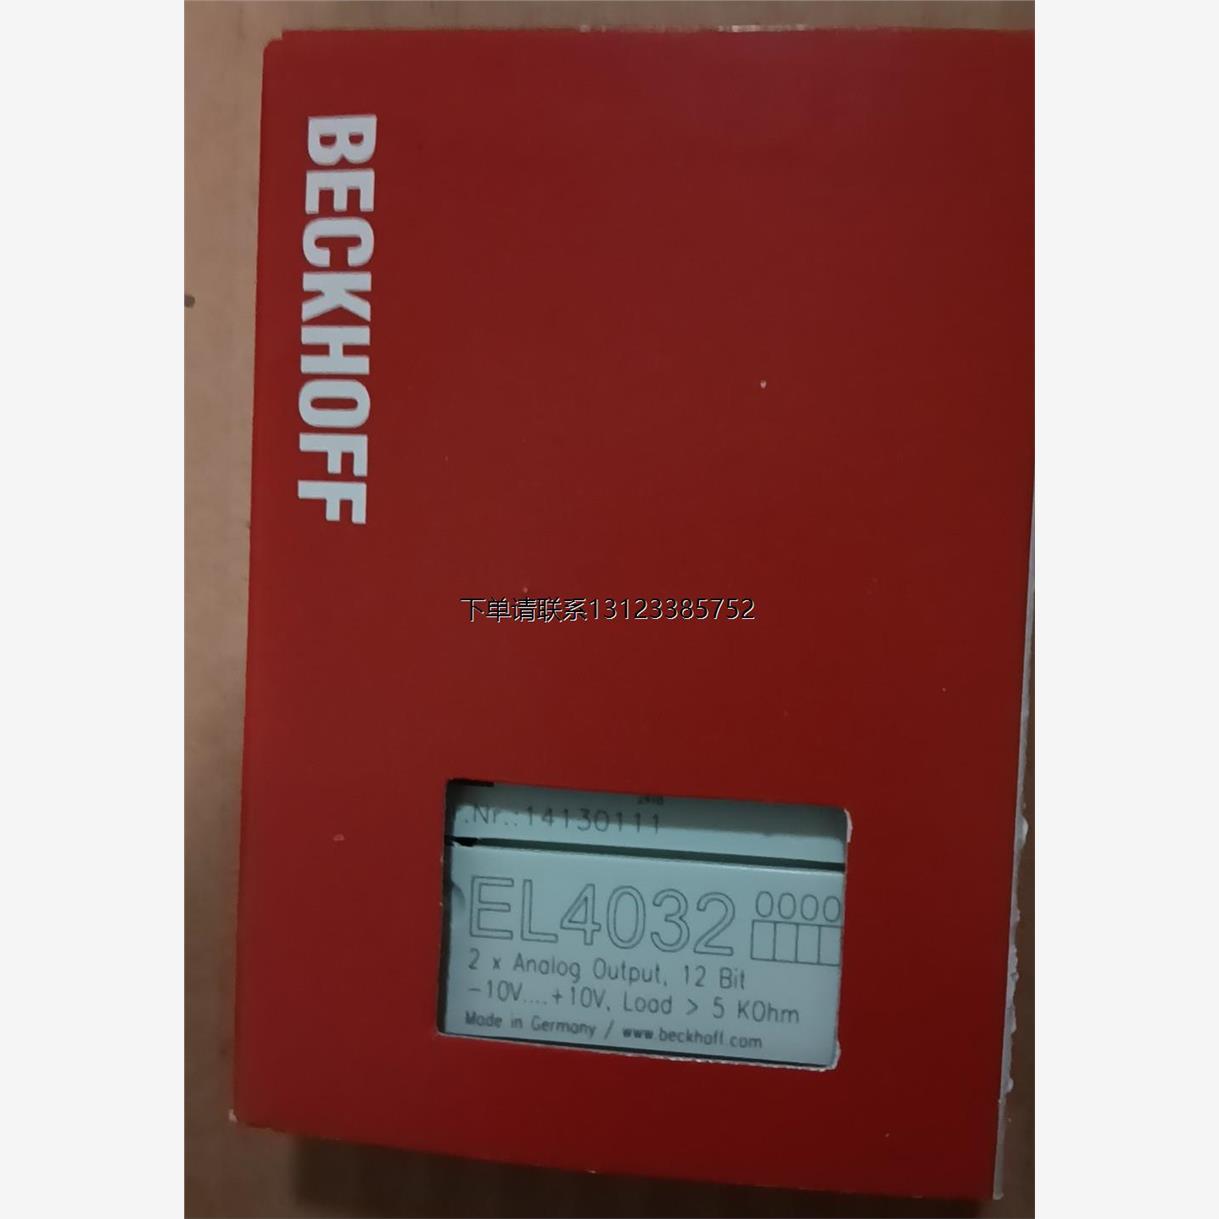 BECKHOFF
下单请联系13123385752
.Nr.:14130111
EL4032 0000
2 x Analog Output, 12 Bit
-10V....+10V, Load > 5 KOhm
Made in Germany / www.beckhoff.com